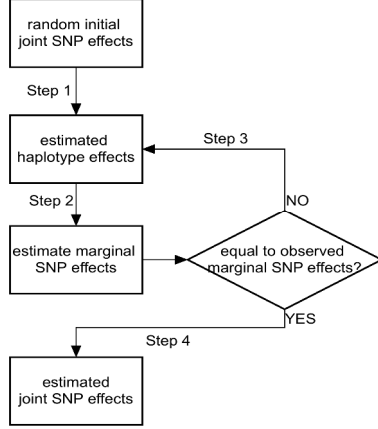 random initial
joint SNP effects
Step 1
estimated
haplotype effects
Step 3
Step 2
NO
estimate marginal
SNP effects
equal to observed
marginal SNP effects?
YES
Step 4
estimated
joint SNP effects